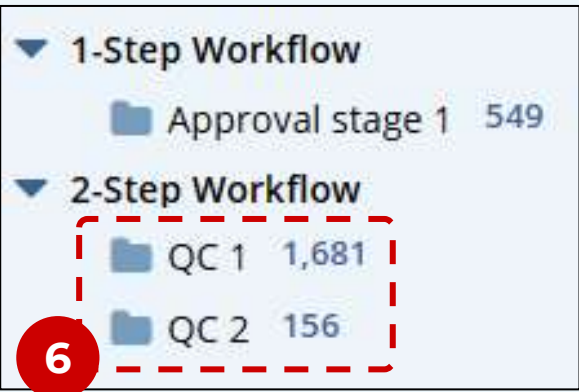 1-Step Workflow
Approval stage 1 549
2-Step Workflow
QC 1 1,681
QC 2 156
6